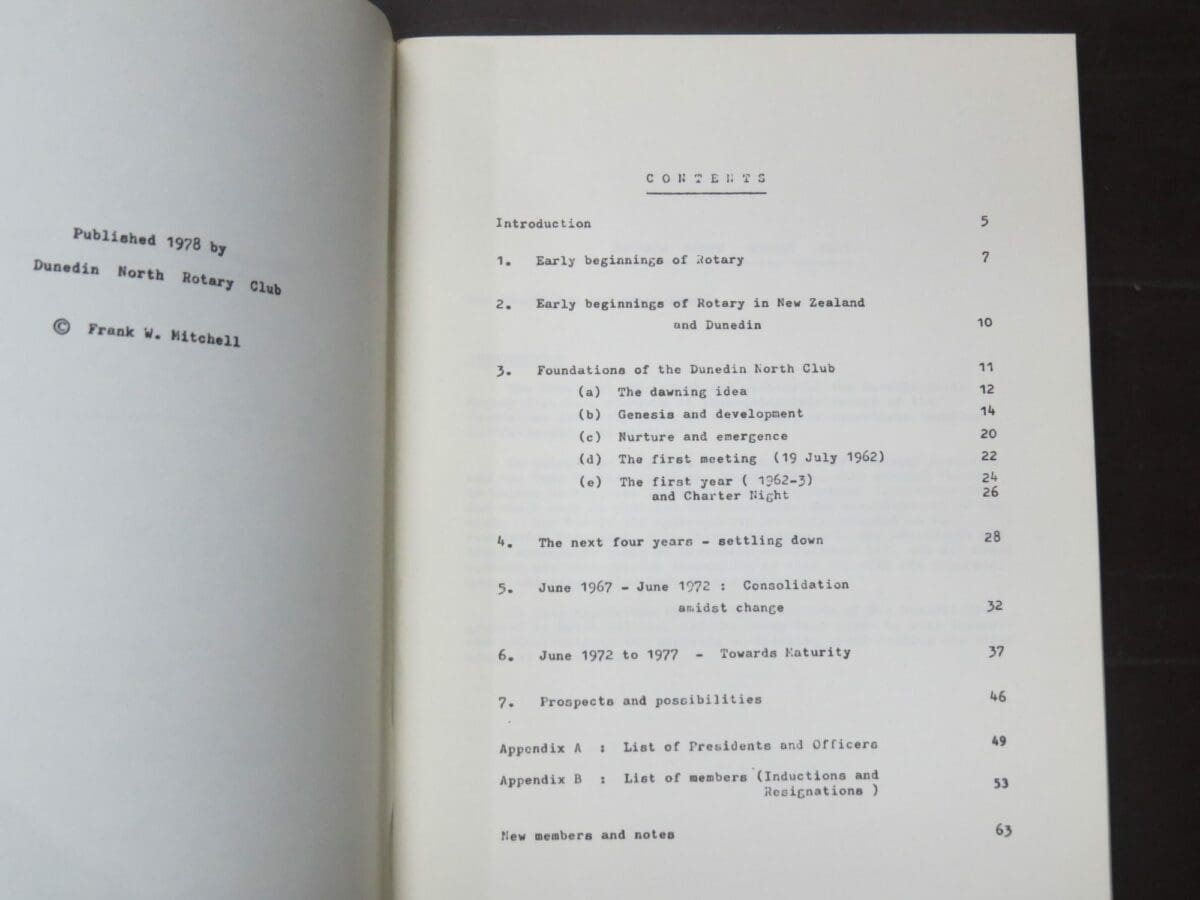 Published 1978 by
Dunedin North Rotary Club
© Frank W. Mitchell
CONTENTS
Introduction 5
1. Early beginnings of Rotary 7
2. Early beginnings of Rotary in New Zealand
and Dunedin 10
3. Foundations of the Dunedin North Club 11
(a) The dawning idea 12
(b) Genesis and development 14
(c) Nurture and emergence 20
(d) The first meeting (19 July 1962) 22
(e) The first year ( 1962-3) 24
and Charter Night 26
4. The next four years - settling down 28
5. June 1967 - June 1972 : Consolidation
amidst change 32
6. June 1972 to 1977 - Towards Maturity 37
7. Prospects and possibilities 46
Appendix A : List of Presidents and Officers 49
Appendix B : List of members (Inductions and
Resignations ) 53
New members and notes 63